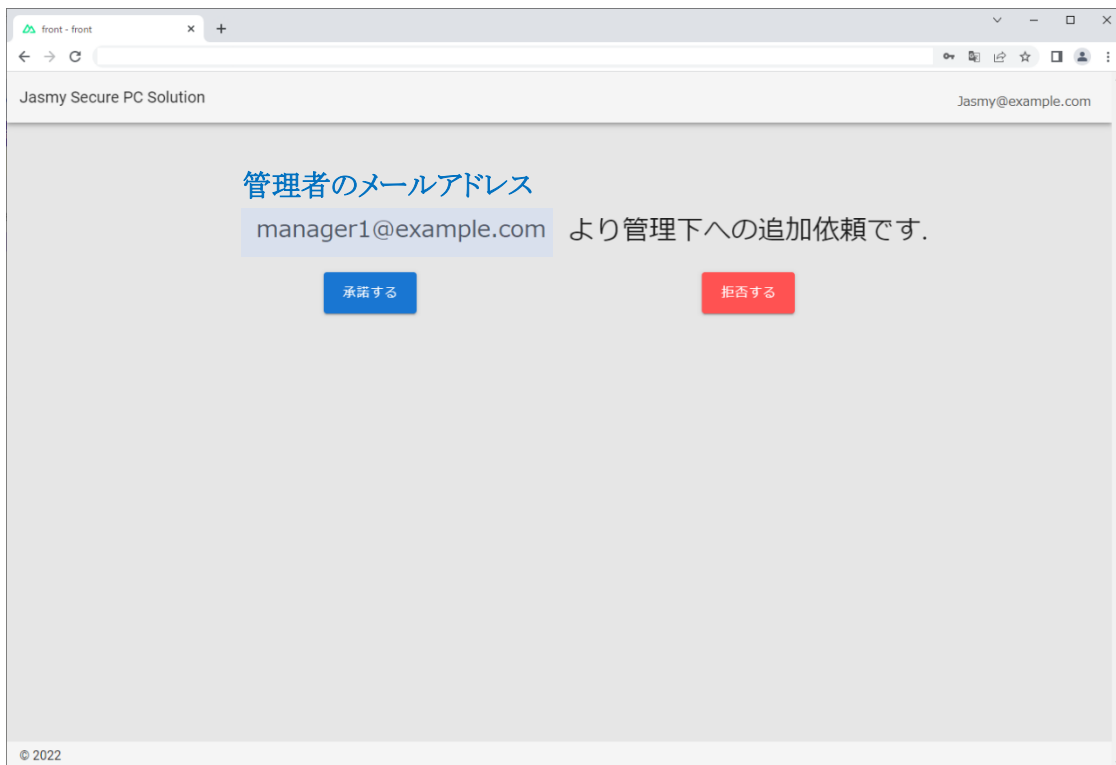 front - front
Jasmy Secure PC Solution
Jasmy@example.com
管理者のメールアドレス
manager1@example.com より管理下への追加依頼です.
承諾する
拒否する
© 2022